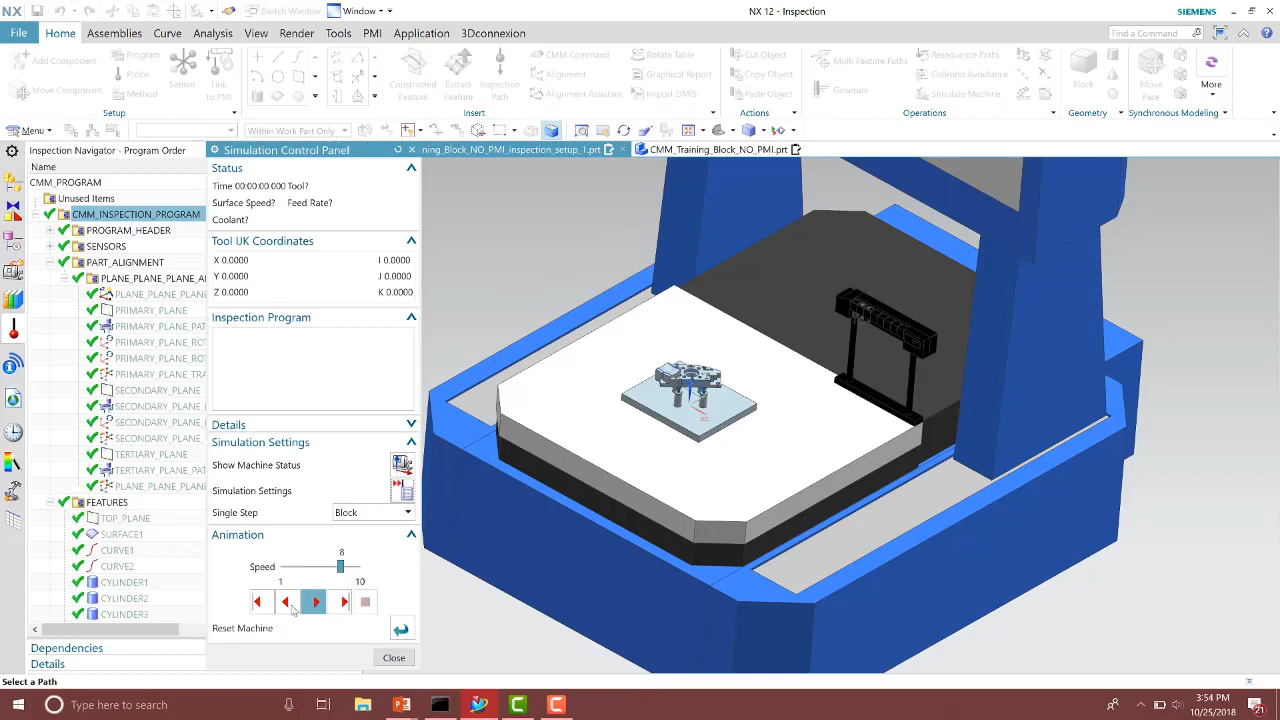 NX
Switch Window
Window
NX 12 - Inspection
SIEMENS
File
Home
Assemblies
Curve
Analysis
View
Render
Tools
PMI
Application
3Dconnexion
Find a Command
Add Component
Move Component
Program
Probe
Method
Sensor
Link to PMI
Setup
Constructed Feature
Extract Feature
Inspection Path
CMM Command
Alignment
Alignment Assistant
Rotate Table
Graphical Report
Import DMIS
Insert
Cut Object
Copy Object
Paste Object
Actions
Multi Feature Paths
Generate
Resequence Paths
Collision Avoidance
Simulate Machine
Operations
Block
Geometry
Move Face
Synchronous Modeling
More
Menu
Within Work Part Only
Inspection Navigator - Program Order
Simulation Control Panel
ning_Block_NO_PMI_inspection_setup_1.prt
CMM_Training_Block_NO_PMI.prt
Name
CMM_PROGRAM
Unused Items
CMM_INSPECTION_PROGRAM
PROGRAM_HEADER
SENSORS
PART_ALIGNMENT
PLANE_PLANE_PLANE_A
PLANE_PLANE_PLANE
PRIMARY_PLANE
PRIMARY_PLANE_PAT
PRIMARY_PLANE_ROT
PRIMARY_PLANE_ROT
PRIMARY_PLANE_TRA
SECONDARY_PLANE
SECONDARY_PLANE_
SECONDARY_PLANE_
SECONDARY_PLANE_
TERTIARY_PLANE
TERTIARY_PLANE_PAT
PLANE_PLANE_PLANE
FEATURES
TOP_PLANE
SURFACE1
CURVE1
CURVE2
CYLINDER1
CYLINDER2
CYLINDER3
Dependencies
Details
Status
Time 00:00:00.000 Tool?
Surface Speed? Feed Rate?
Coolant?
Tool IJK Coordinates
X 0.0000 I 0.0000
Y 0.0000 J 0.0000
Z 0.0000 K 0.0000
Inspection Program
Details
Simulation Settings
Show Machine Status
Simulation Settings
Single Step Block
Animation
8
Speed
1 10
Reset Machine
Close
XC
Select a Path
Type here to search
3:54 PM
10/25/2018
21